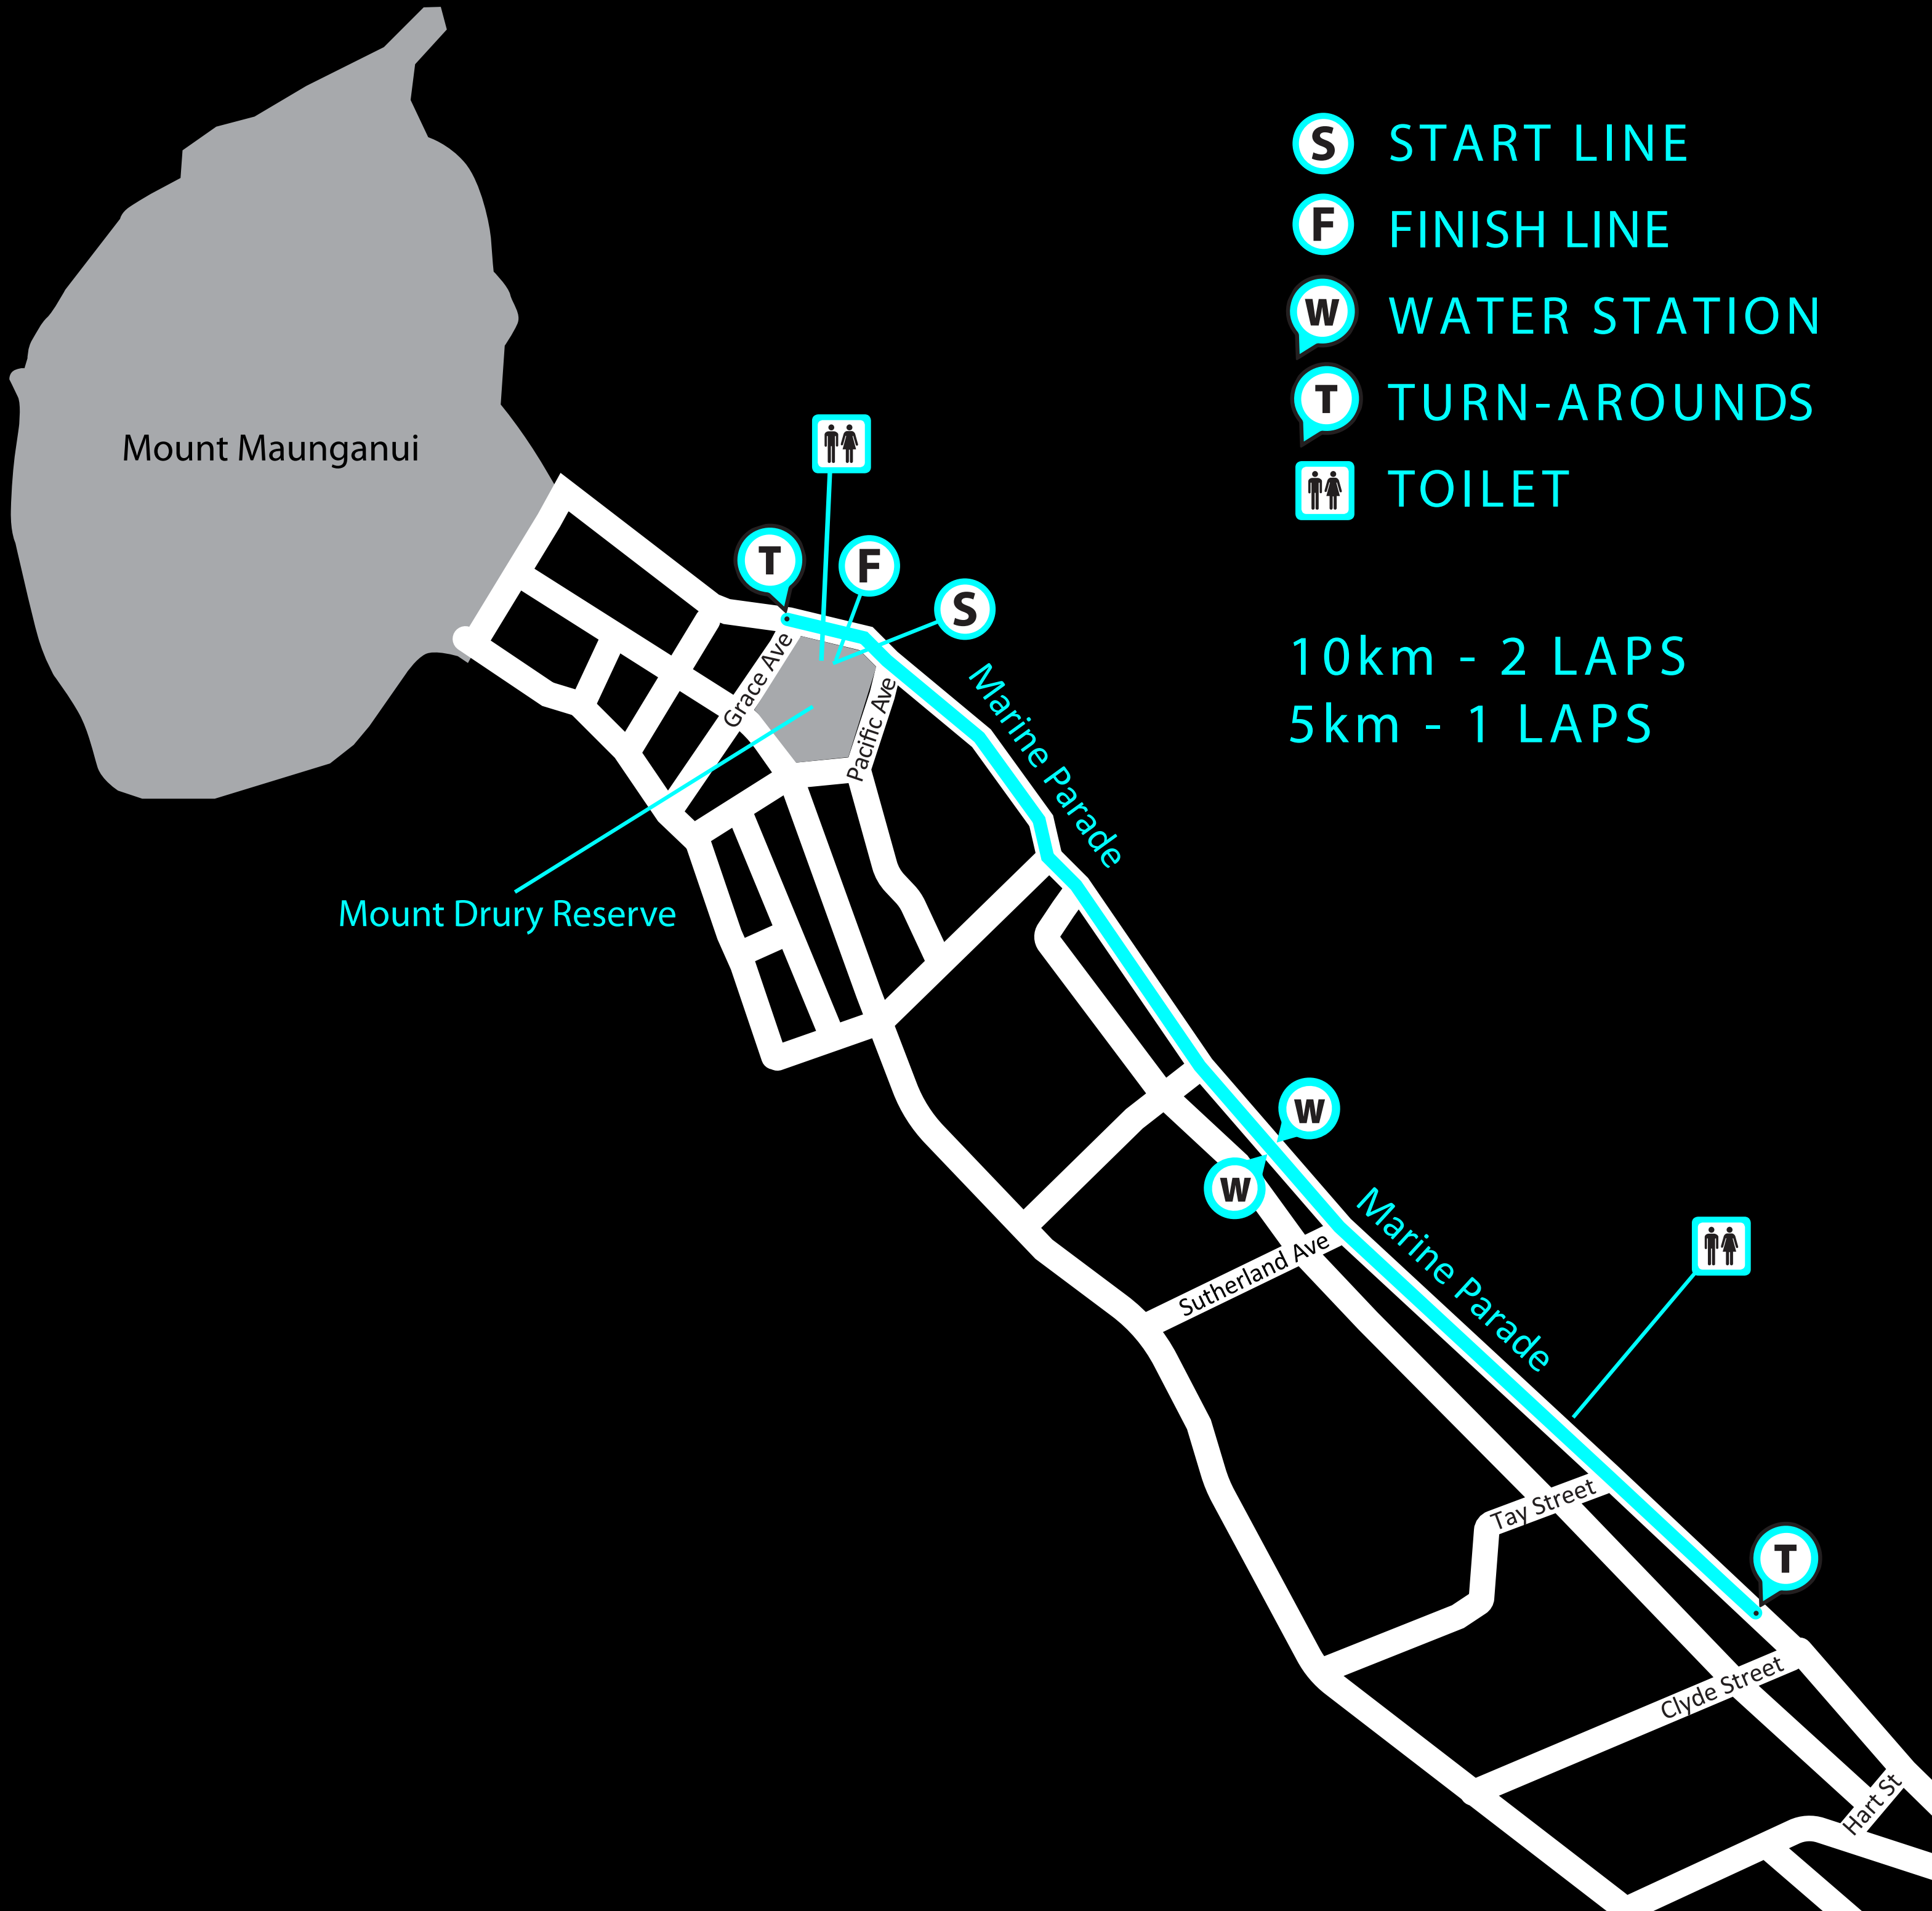 S START LINE
F FINISH LINE
W WATER STATION
T TURN-AROUNDS
TOILET
Mount Maunganui
T
F
S
10km - 2 LAPS
5km - 1 LAPS
Grace Ave
Pacific Ave
Marine Parade
Mount Drury Reserve
W
W
Sutherland Ave
Marine Parade
Tay Street
T
Clyde Street
Hart St